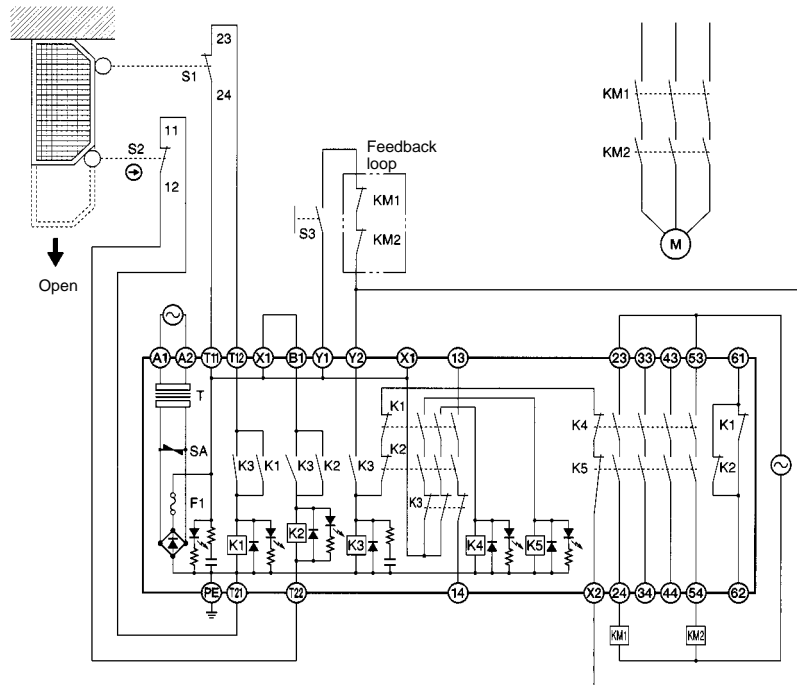 23
S1
24
11
S2
12
Open
Feedback
loop
KM1
S3
KM2
KM1
KM2
M
A1 A2 T11 T12 X1 B1 Y1 Y2 X1 13 23 33 43 53 61
T
SA
F1
K3 K1 K3 K2 K3
K1
K2
K3
K4
K5
K1
K2
K1 K2 K3 K4 K5
PE T21 T22 14 X2 24 34 44 54 62
KM1 KM2